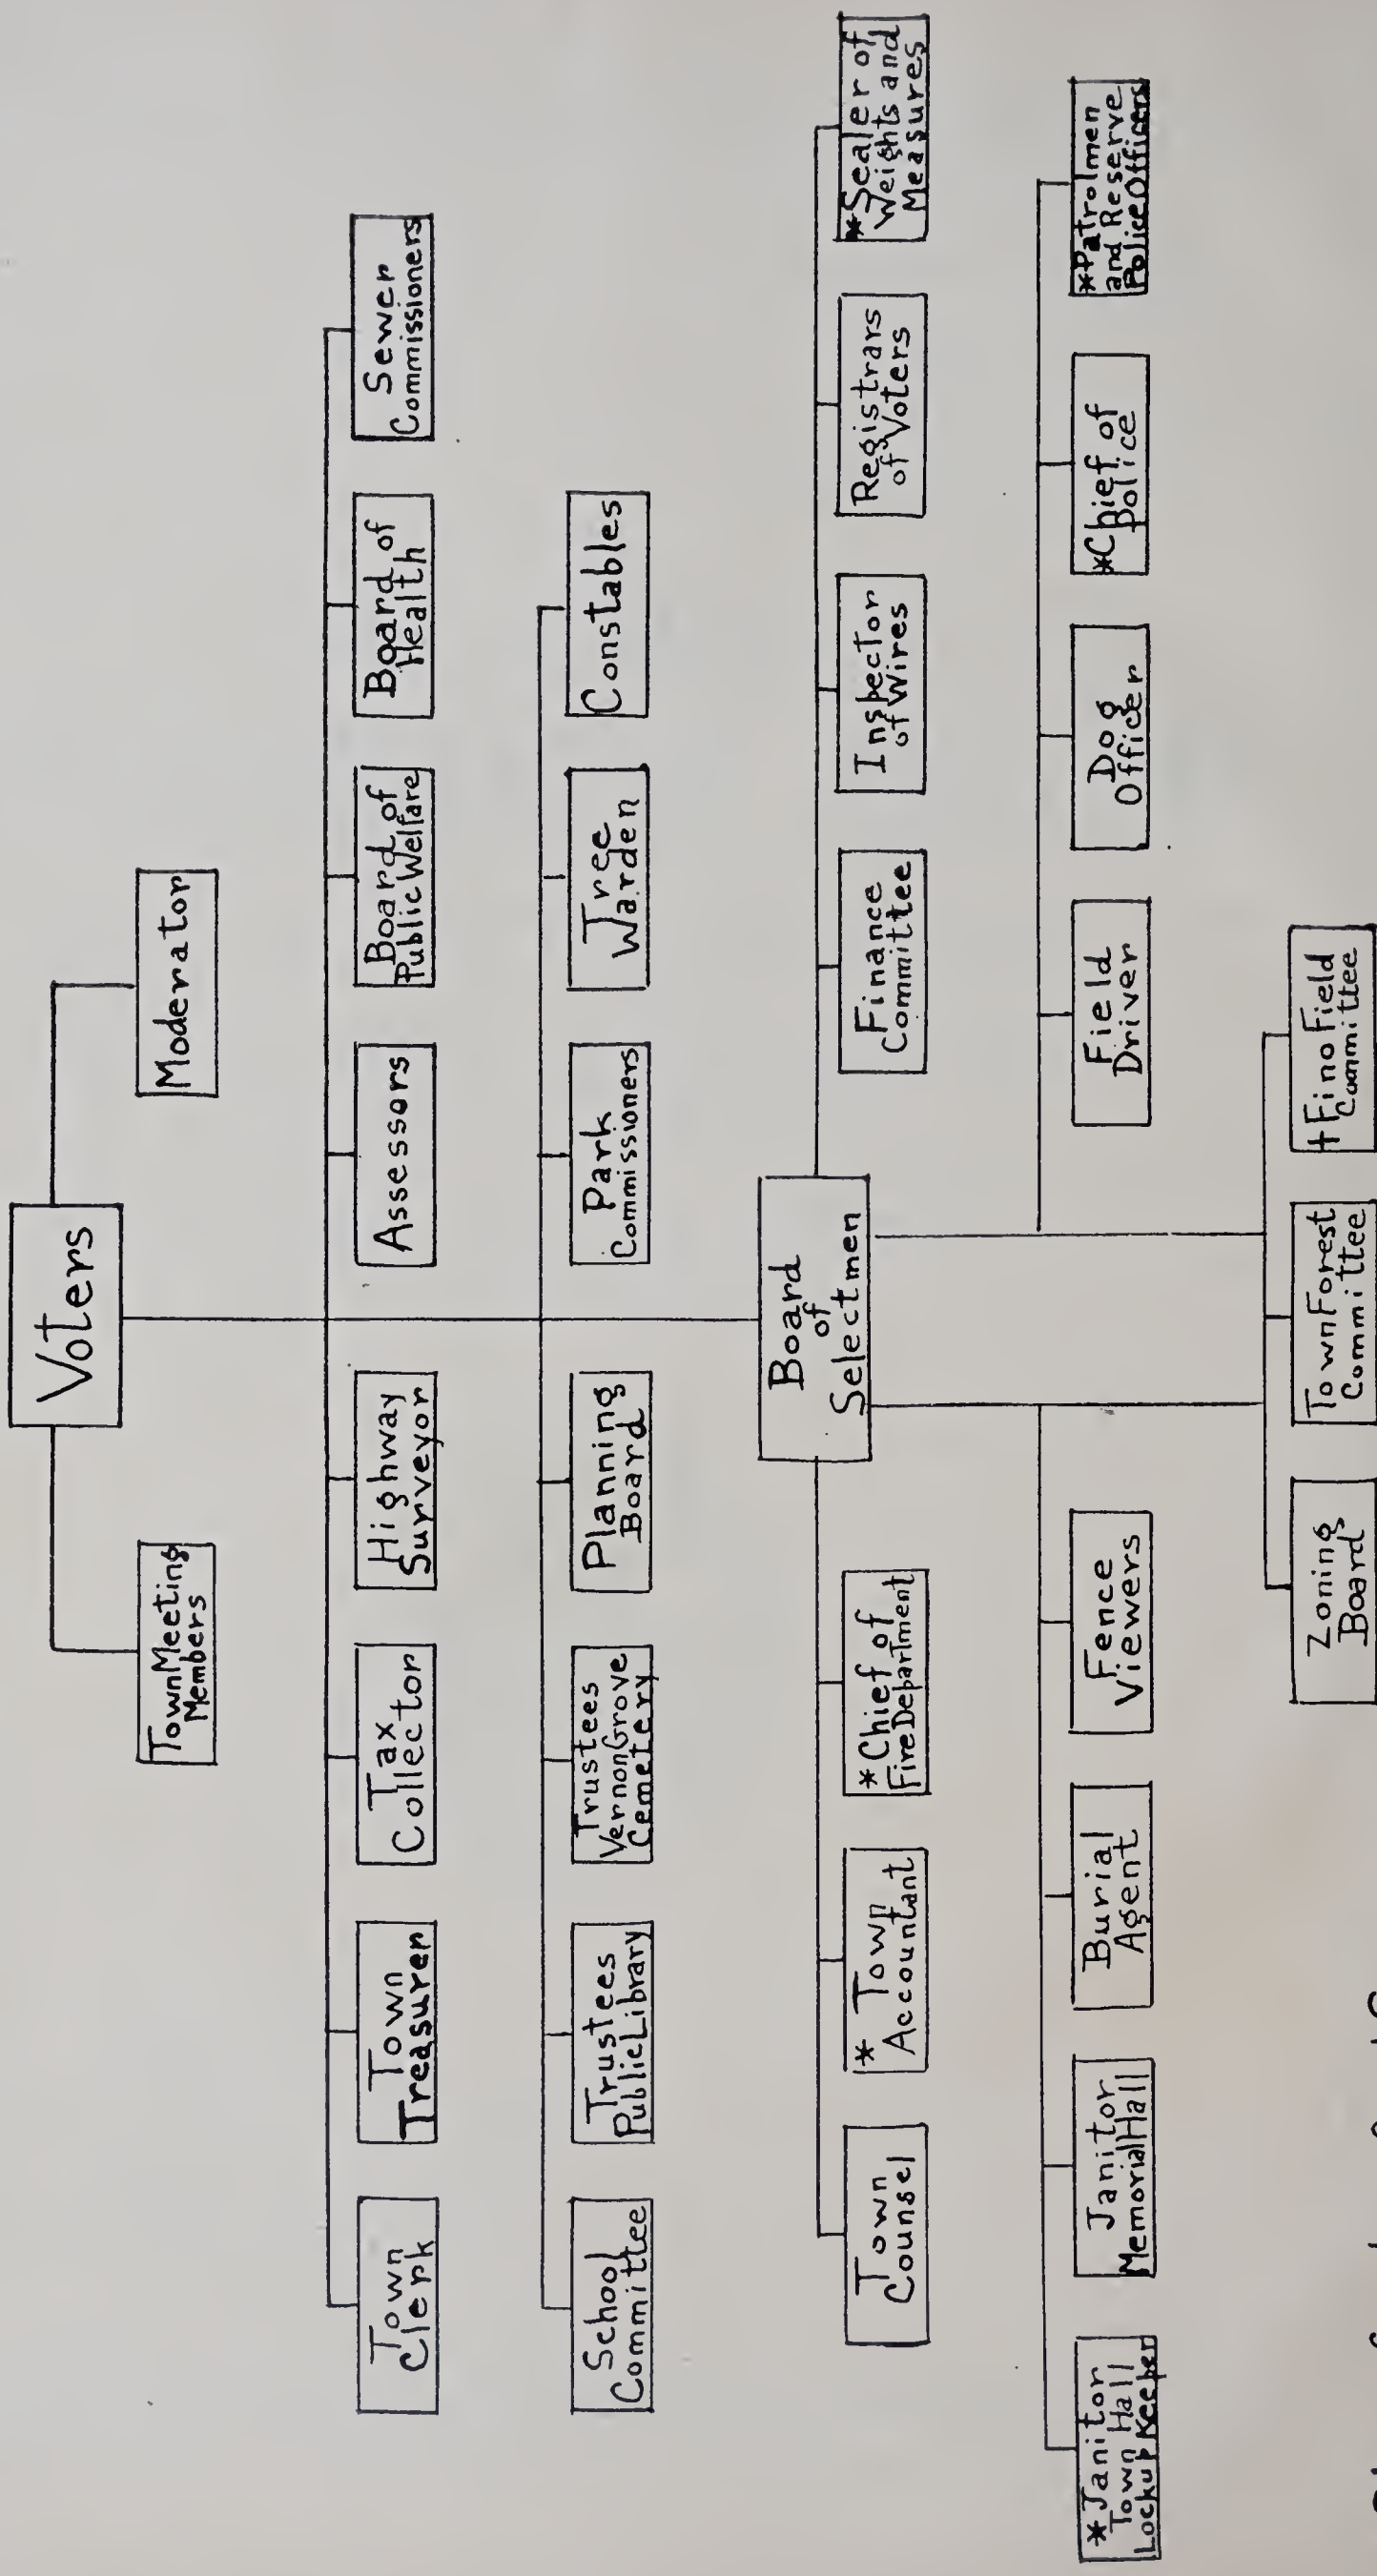 Voters
Town Meeting
Members
Moderator
Town
Clerk
Town
Treasurer
Tax
Collector
Highway
Surveyor
Assessors
Board of
Public Welfare
Board of
Health
Sewer
Commissioners
School
Committee
Trustees
Public Library
Trustees
Vernon Grove
Cemetery
Planning
Board
Park
Commissioners
Tree
Warden
Constables
Board
of
Selectmen
Town
Counsel
* Town
Accountant
* Chief of
Fire Department
Finance
Committee
Inspector
of Wires
Registrars
of Voters
*Sealer of
Weights and
Measures
*Janitor
Town Hall
Lockup Keeper
Janitor
Memorial Hall
Burial
Agent
Fence
Viewers
Field
Driver
Dog
Officer
*Chief of
Police
*Patrolmen
and Reserve
Police Officers
Zoning
Board
Town Forest
Committee
† Fino Field
Committee